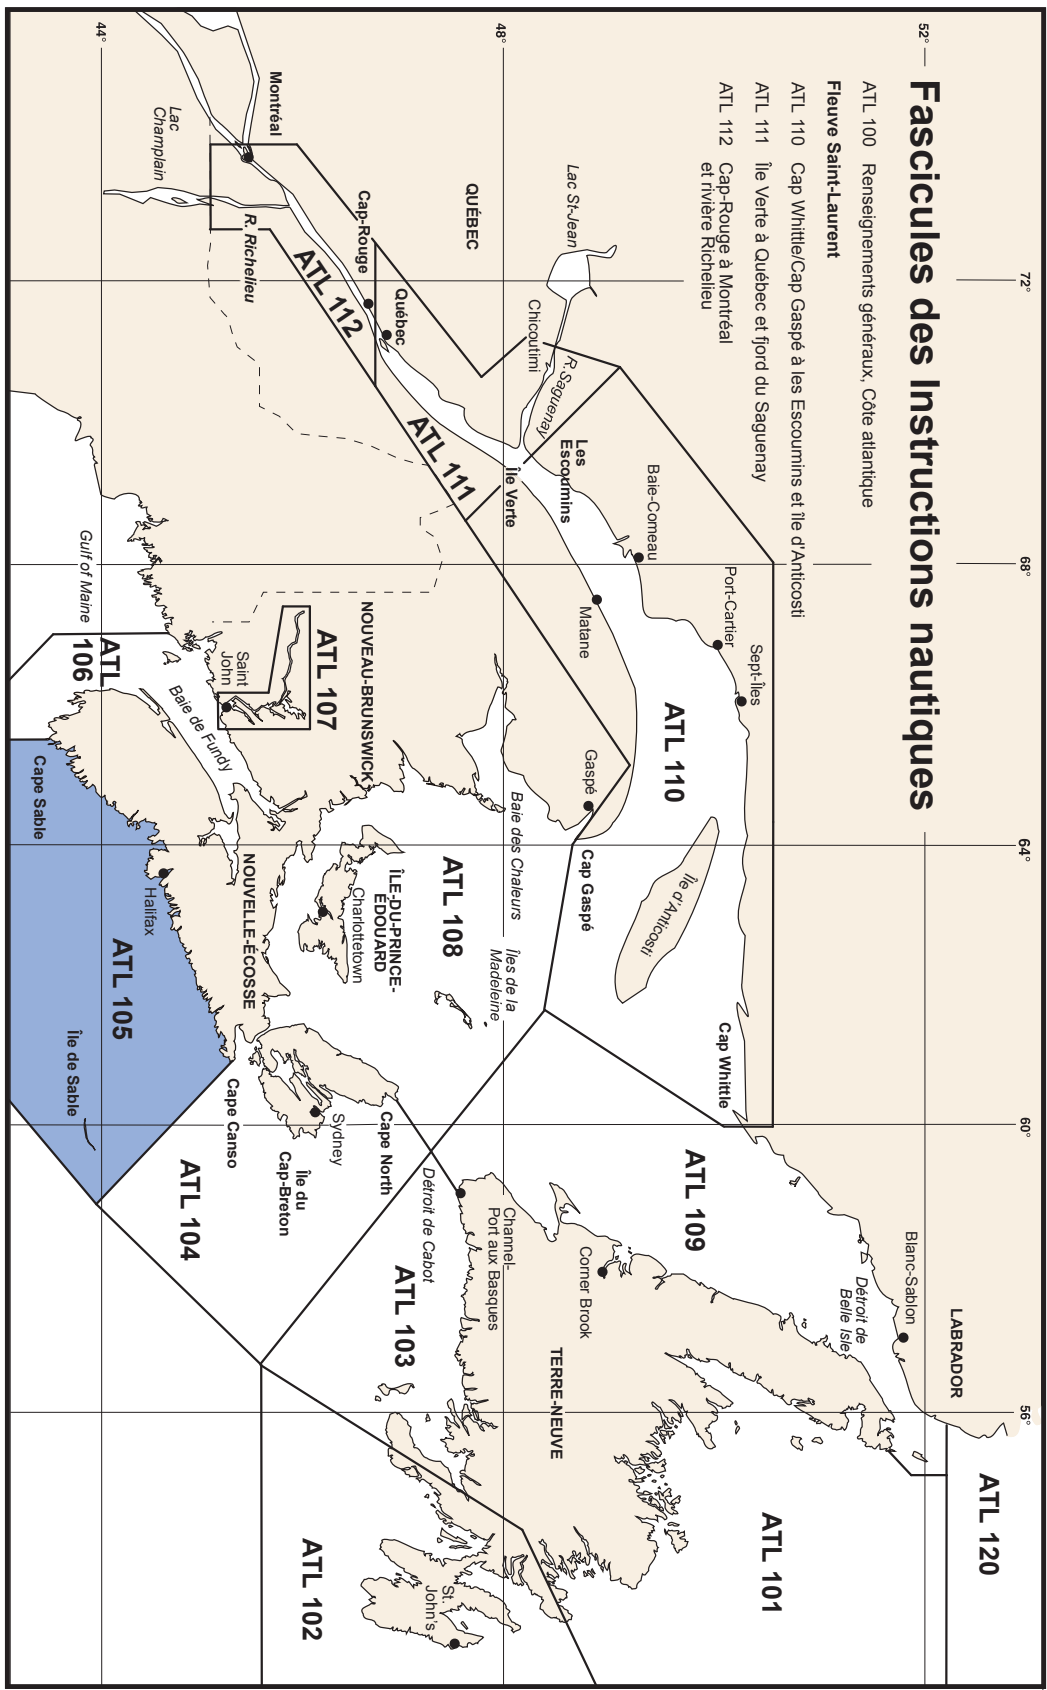 Fascicules des Instructions nautiques
ATL 100 Renseignements généraux, Côte atlantique
Fleuve Saint-Laurent
ATL 110 Cap Whittle/Cap Gaspé à les Escoumins et île d'Anticosti
ATL 111 Île Verte à Québec et fjord du Saguenay
ATL 112 Cap-Rouge à Montréal
et rivière Richelieu
72°
68°
64°
60°
56°
52°
48°
44°
LABRADOR
ATL 120
Blanc-Sablon
Détroit de
Belle Isle
ATL 101
Sept-Îles
Port-Cartier
Cap Whittle
ATL 109
Baie-Comeau
ATL 110
Île d'Anticosti
Lac St-Jean
Chicoutimi
R. Saguenay
Les
Escoumins
Matane
Gaspé
Cap Gaspé
Corner Brook
TERRE-NEUVE
QUÉBEC
Île Verte
Baie des Chaleurs
Îles de la
Madeleine
Channel-
Port aux Basques
ATL 111
ATL 108
Détroit de Cabot
ATL 103
St.
John's
Québec
Cap-Rouge
ATL 112
NOUVEAU-BRUNSWICK
ÎLE-DU-PRINCE-
ÉDOUARD
Charlottetown
Cape North
Sydney
Île du
Cap-Breton
ATL 102
ATL 107
Montréal
R. Richelieu
Saint
John
NOUVELLE-ÉCOSSE
Cape Canso
ATL 104
Lac
Champlain
Baie de Fundy
Halifax
ATL 105
Gulf of Maine
ATL
106
Île de Sable
Cape Sable